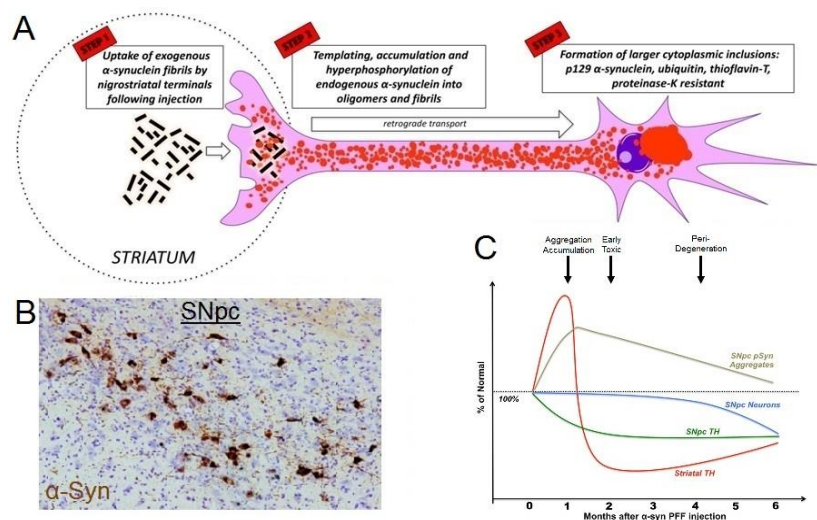 A
STEP 1
Uptake of exogenous
α-synuclein fibrils by
nigrostriatal terminals
following injection
STEP 2
Templating, accumulation and
hyperphosphorylation of
endogenous α-synuclein into
oligomers and fibrils
STEP 3
Formation of larger cytoplasmic inclusions:
p129 α-synuclein, ubiquitin, thioflavin-T,
proteinase-K resistant
retrograde transport
STRIATUM
B
SNpc
α-Syn
C
Aggregation
Accumulation
Early
Toxic
Peri-
Degeneration
% of Normal
100%
SNpc pSyn
Aggregates
SNpc Neurons
SNpc TH
Striatal TH
0 1 2 3 4 5 6
Months after α-syn PFF injection